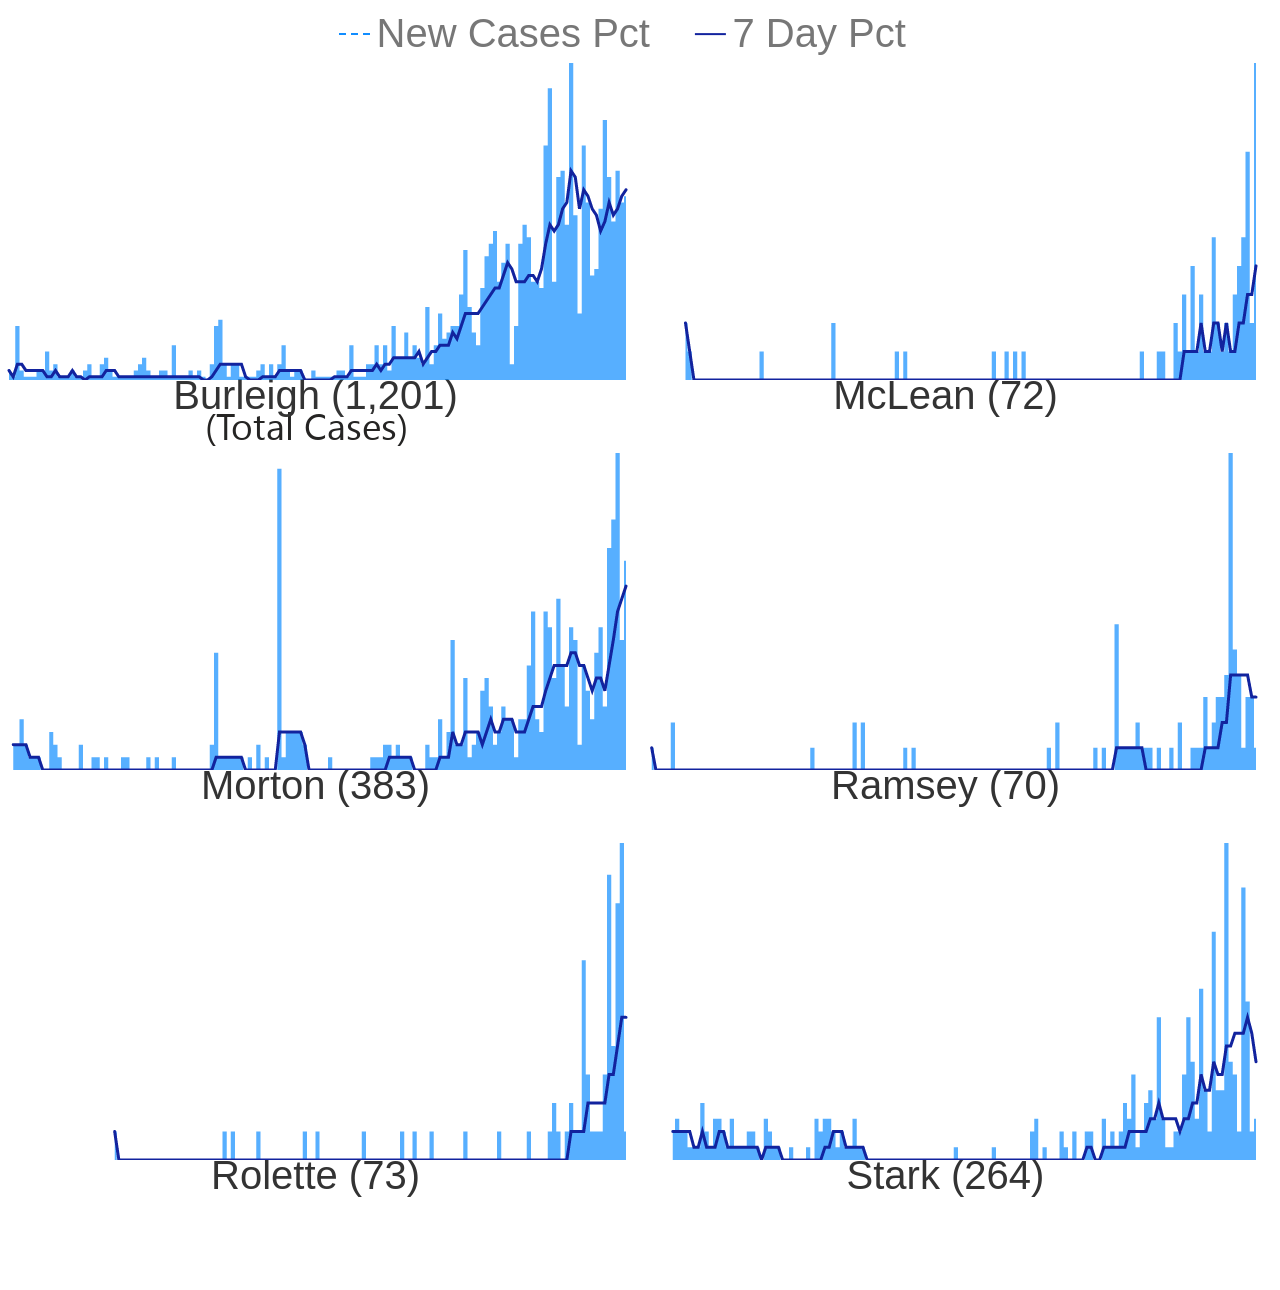 New Cases Pct 7 Day Pct
Burleigh (1,201)
(Total Cases)
McLean (72)
Morton (383)
Ramsey (70)
Rolette (73)
Stark (264)